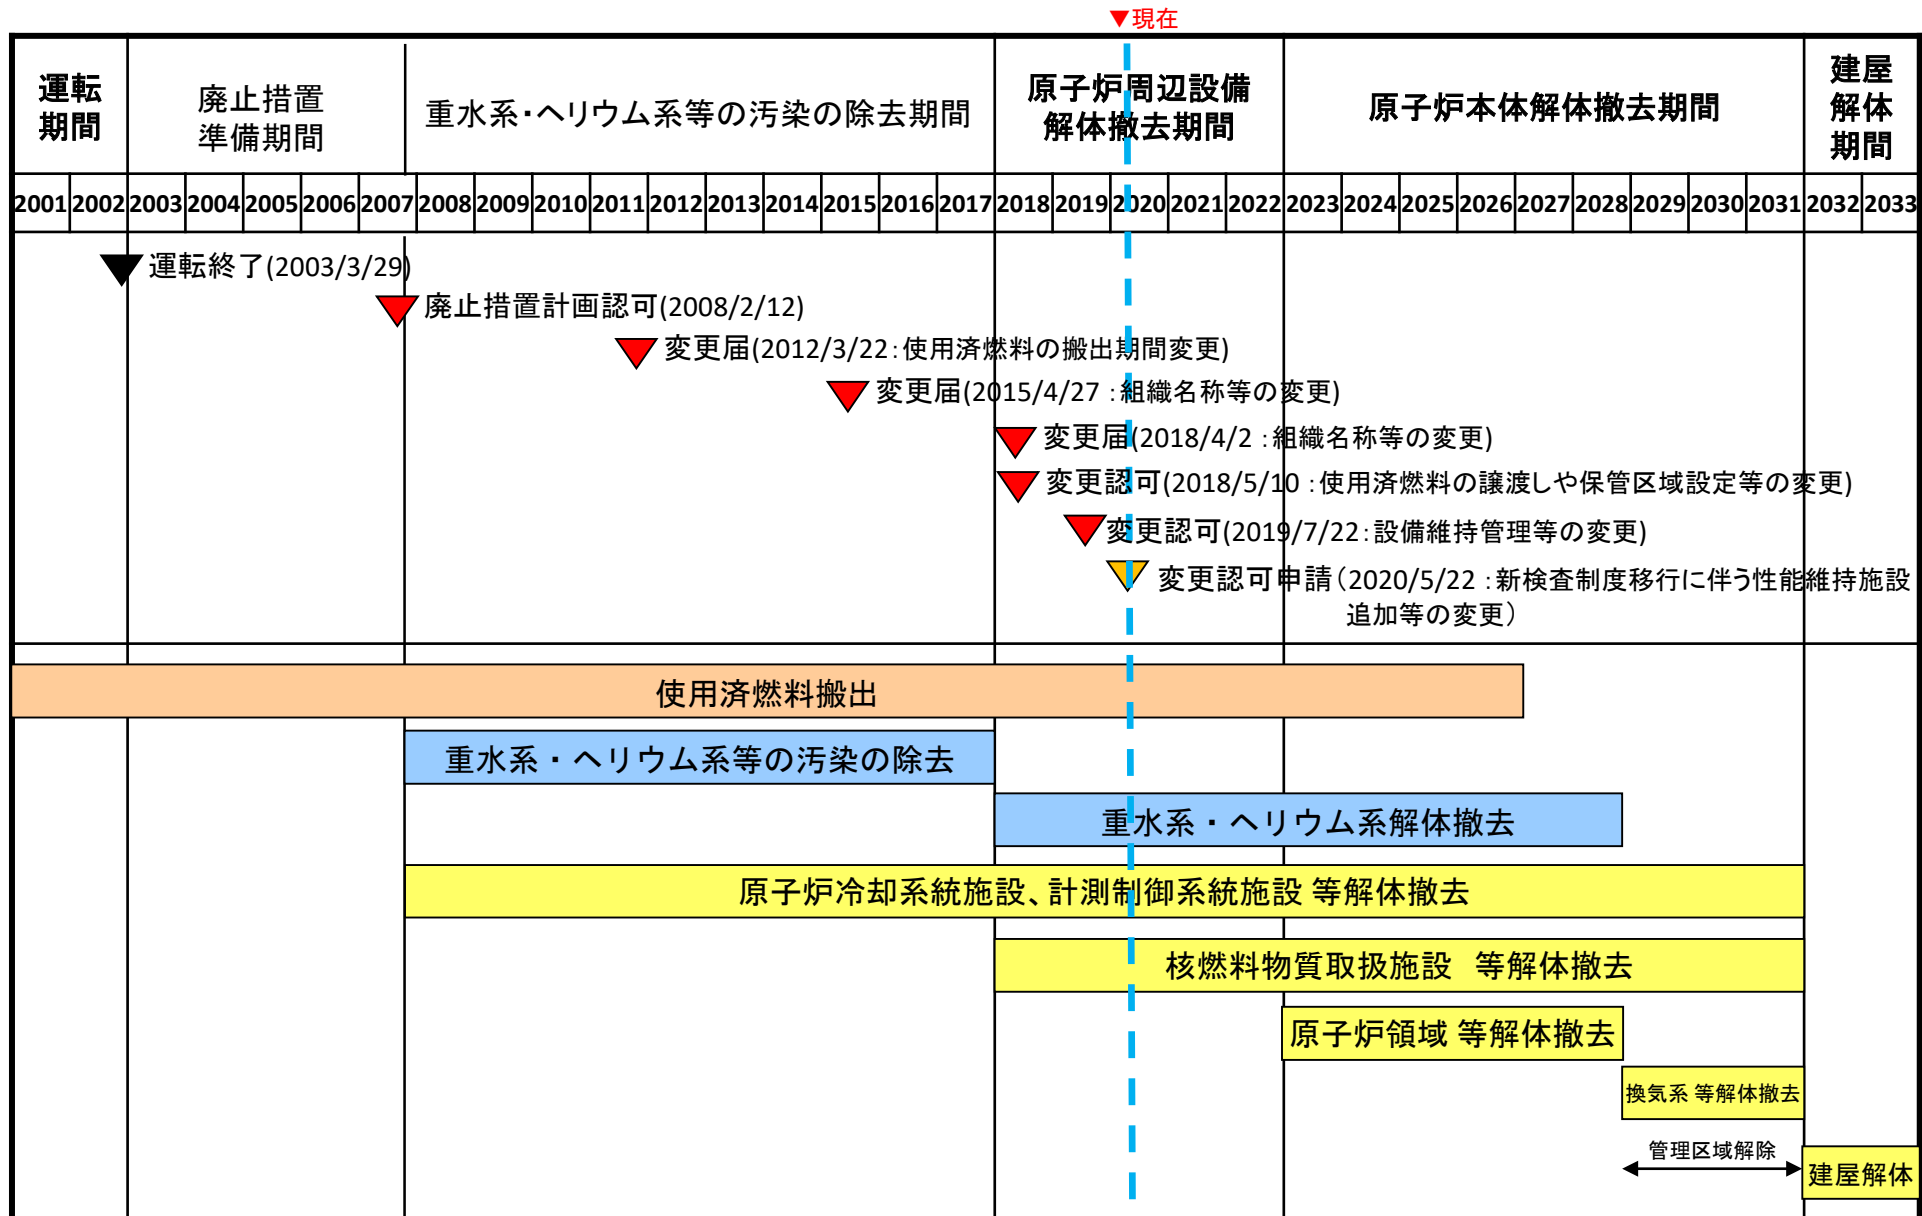 ▼現在
運転
期間
廃止措置
準備期間
重水系・ヘリウム系等の汚染の除去期間
原子炉周辺設備
解体撤去期間
原子炉本体解体撤去期間
建屋
解体
期間
2001 2002 2003 2004 2005 2006 2007 2008 2009 2010 2011 2012 2013 2014 2015 2016 2017 2018 2019 2020 2021 2022 2023 2024 2025 2026 2027 2028 2029 2030 2031 2032 2033
運転終了(2003/3/29)
廃止措置計画認可(2008/2/12)
変更届(2012/3/22:使用済燃料の搬出期間変更)
変更届(2015/4/27 :組織名称等の変更)
変更届(2018/4/2 :組織名称等の変更)
変更認可(2018/5/10 :使用済燃料の譲渡しや保管区域設定等の変更)
変更認可(2019/7/22:設備維持管理等の変更)
変更認可申請(2020/5/22 :新検査制度移行に伴う性能維持施設
追加等の変更)
使用済燃料搬出
重水系・ヘリウム系等の汚染の除去
重水系・ヘリウム系解体撤去
原子炉冷却系統施設、計測制御系統施設 等解体撤去
核燃料物質取扱施設　等解体撤去
原子炉領域 等解体撤去
換気系 等解体撤去
管理区域解除
建屋解体